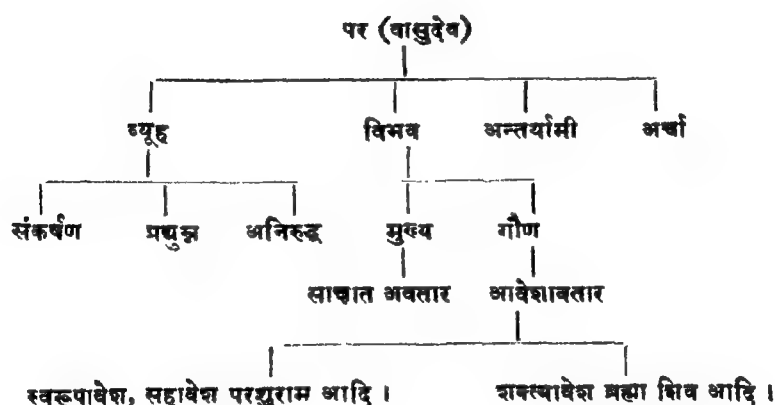 पर (वासुदेव)
व्यूह विभव अन्तर्यामी अर्चा
संकर्षण प्रद्युम्न अनिरुद्ध मुख्य गौण
साक्षात अवतार आवेशावतार
स्वरूपावेश, सहावेश परशुराम आदि । शक्त्यावेश ब्रह्मा शिव आदि ।